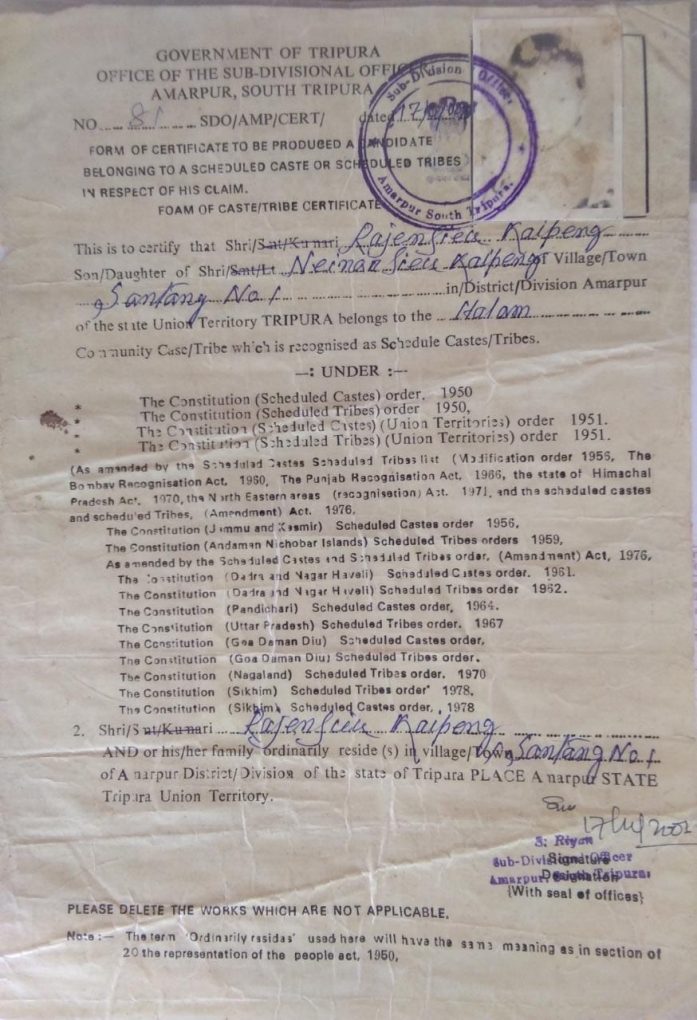 GOVERNMENT OF TRIPURA
OFFICE OF THE SUB-DIVISIONAL OFFICER
AMARPUR, SOUTH TRIPURA
NO. 81 SDO/AMP/CERT/ dated
Sub-Division Officer
Amarpur South Tripura.
FORM OF CERTIFICATE TO BE PRODUCED A CANDIDATE
BELONGING TO A SCHEDULED CASTE OR SCHEDULED TRIBES
IN RESPECT OF HIS CLAIM.
FOAM OF CASTE/TRIBE CERTIFICATE
This is to certify that Shri/Smt/Kumari Kaipeng
Son/Daughter of Shri/Smt/Lt Kaipeng of Village/Town
Santang No 1 in/District/Division Amarpur
of the state Union Territory TRIPURA belongs to the Halam
Community Case/Tribe which is recognised as Schedule Castes/Tribes.
—: UNDER :—
* The Constitution (Scheduled Castes) order. 1950
* The Constitution (Scheduled Tribes) order 1950,
* The Constitution (Scheduled Castes) (Union Territories) order 1951.
* The Constitution (Scheduled Tribes) (Union Territories) order 1951.
(As amended by the Scheduled Castes Scheduled Tribes list (Modification order 1956, The
Bombay Recognisation Act. 1960, The Punjab Recognisation Act, 1966, the state of Himachal
Pradesh Act. 1970, the North Eastern areas (recognisation) Act. 1971, and the scheduled castes
and scheduled Tribes, (Amendment) Act. 1976.
The Constitution (Jammu and Kasmir) Scheduled Castes order 1956,
The Constitution (Andaman Nichobar Islands) Scheduled Tribes orders 1959,
As amended by the Scheduled Castes and Scheduled Tribes order. (Amendment) Act, 1976,
The Constitution (Dadra and Nagar Haveli) Scheduled Castes order. 1961.
The Constitution (Dadra and Nagar Haveli) Scheduled Tribes order 1962.
The Constitution (Pandichari) Scheduled Castes order, 1964.
The Constitution (Uttar Pradesh) Scheduled Tribes order. 1967
The Constitution (Goa Daman Diu) Scheduled Castes order.
The Constitution (Goa Daman Diu) Scheduled Tribes order.
The Constitution (Nagaland) Scheduled Tribes order. 1970
The Constitution (Sikhim) Scheduled Tribes order' 1978,
The Constitution (Sikhim) Scheduled Castes order. , 1978
2. Shri/Smt/Kumari Kaipeng
AND or his/her family ordinarily reside (s) in village/Town Santang No 1
of Amarpur District/Division of the state of Tripura PLACE Amarpur STATE
Tripura Union Territory.
S. Riyan
Sub-Divisional Officer
Signature
Amarpur, South Tripura
Designation
{With seal of offices}
PLEASE DELETE THE WORKS WHICH ARE NOT APPLICABLE.
Note :— The term 'Ordinarily rasidas' used here will have the same meaning as in section of
20 the representation of the people act, 1950,